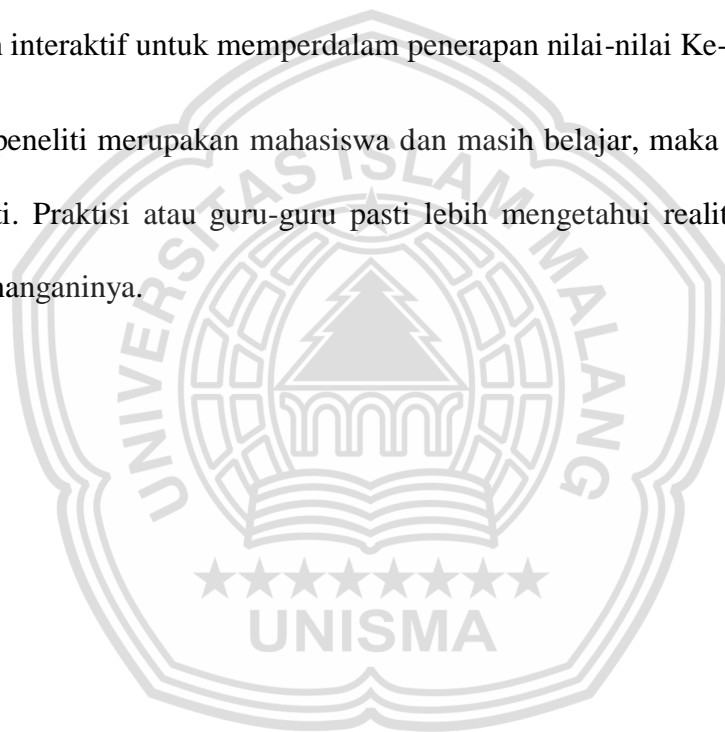 interaktif untuk memperdalam penerapan nilai-nilai Ke-
peneliti merupakan mahasiswa dan masih belajar, maka
ti. Praktisi atau guru-guru pasti lebih mengetahui realit
nanganinya.
UNIVERSITAS ISLAM MALANG
UNISMA